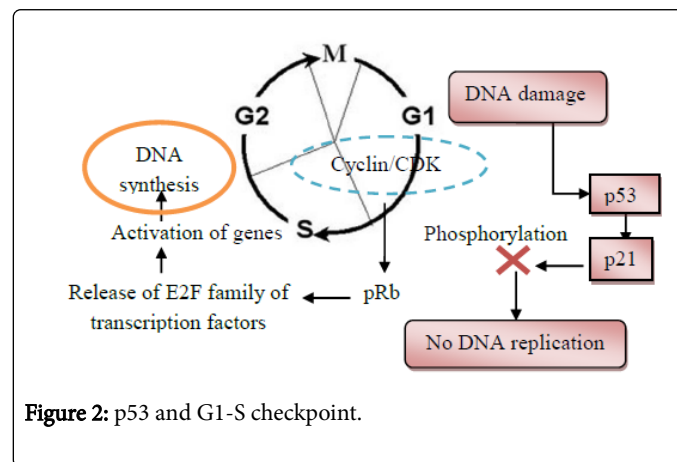 M
G2
G1
DNA damage
DNA
synthesis
Cyclin/CDK
p53
S
Activation of genes
Phosphorylation
p21
Release of E2F family of
transcription factors
pRb
No DNA replication
Figure 2: p53 and G1-S checkpoint.